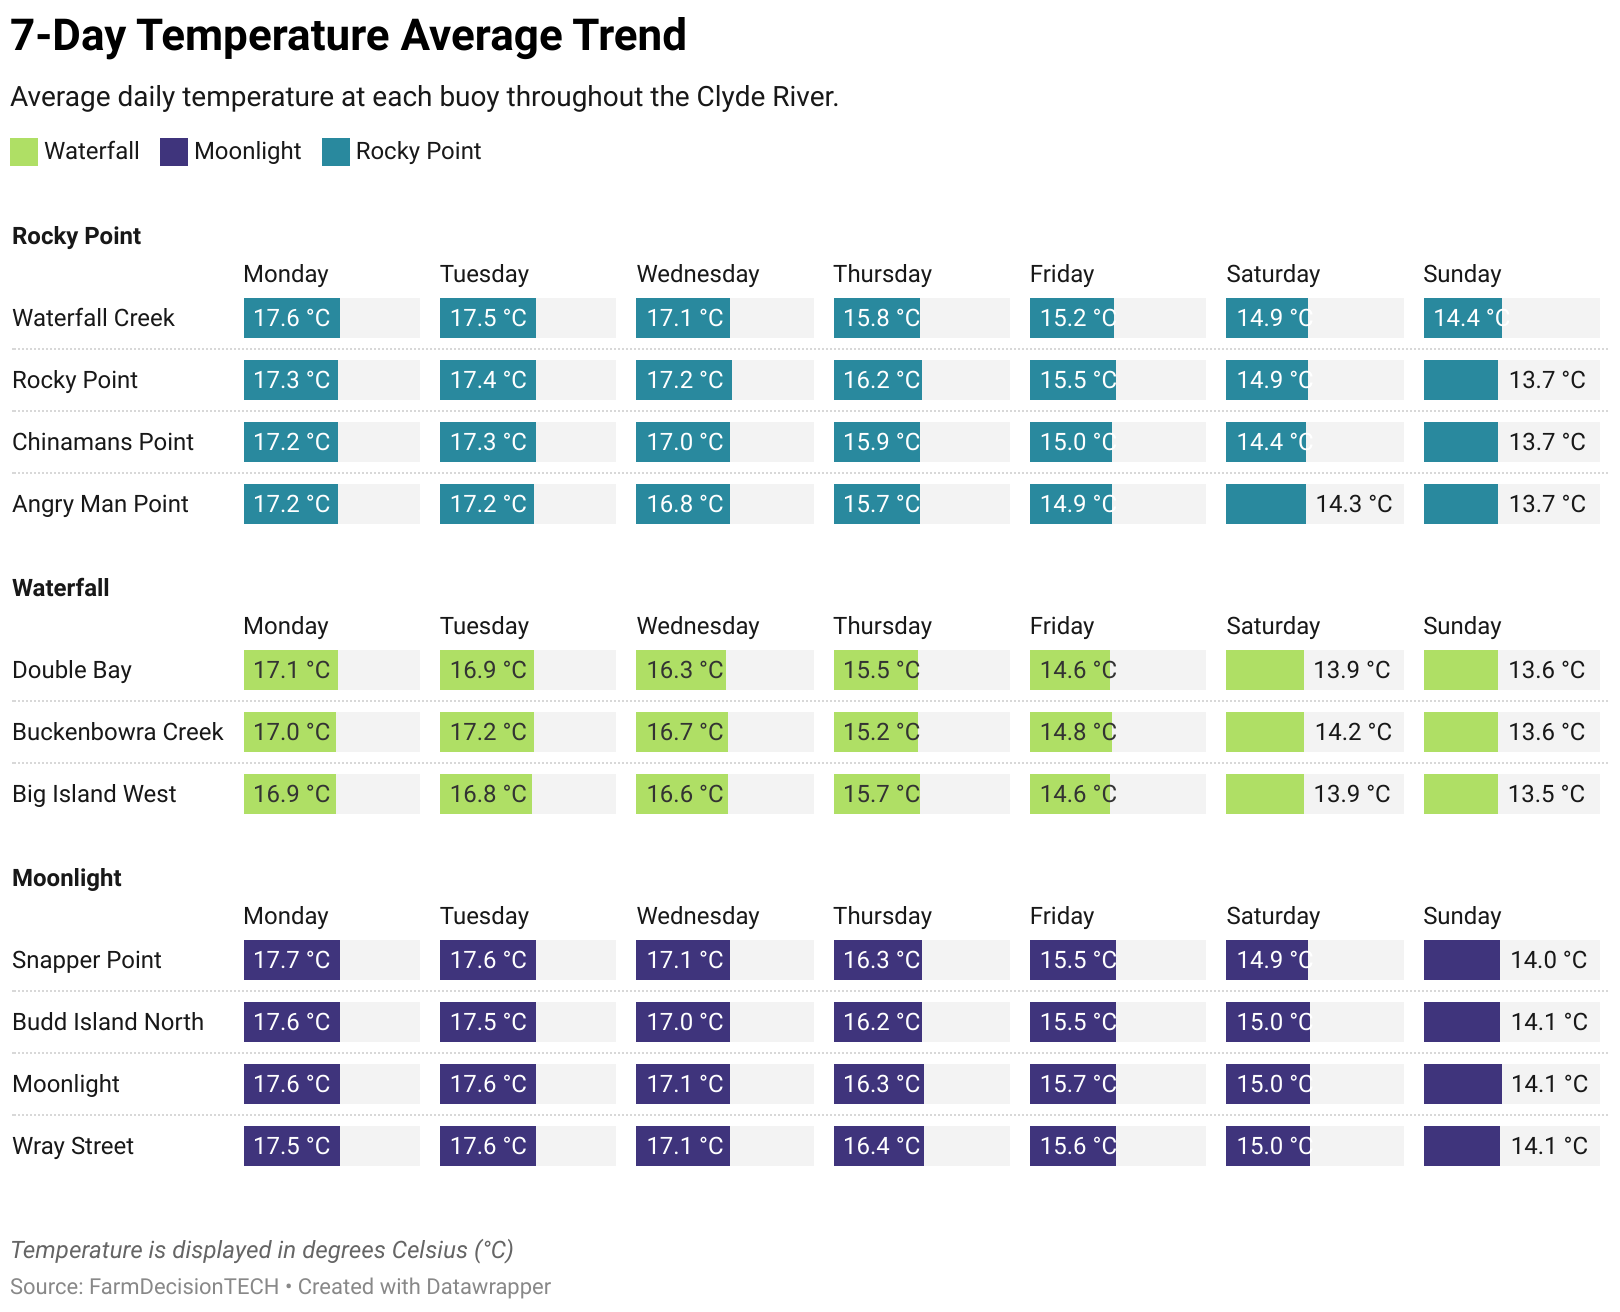 7-Day Temperature Average Trend
Average daily temperature at each buoy throughout the Clyde River.
Waterfall Moonlight Rocky Point
Rocky Point
Monday Tuesday Wednesday Thursday Friday Saturday Sunday
Waterfall Creek 17.6 °C 17.5 °C 17.1 °C 15.8 °C 15.2 °C 14.9 °C 14.4 °C
Rocky Point 17.3 °C 17.4 °C 17.2 °C 16.2 °C 15.5 °C 14.9 °C 13.7 °C
Chinamans Point 17.2 °C 17.3 °C 17.0 °C 15.9 °C 15.0 °C 14.4 °C 13.7 °C
Angry Man Point 17.2 °C 17.2 °C 16.8 °C 15.7 °C 14.9 °C 14.3 °C 13.7 °C
Waterfall
Monday Tuesday Wednesday Thursday Friday Saturday Sunday
Double Bay 17.1 °C 16.9 °C 16.3 °C 15.5 °C 14.6 °C 13.9 °C 13.6 °C
Buckenbowra Creek 17.0 °C 17.2 °C 16.7 °C 15.2 °C 14.8 °C 14.2 °C 13.6 °C
Big Island West 16.9 °C 16.8 °C 16.6 °C 15.7 °C 14.6 °C 13.9 °C 13.5 °C
Moonlight
Monday Tuesday Wednesday Thursday Friday Saturday Sunday
Snapper Point 17.7 °C 17.6 °C 17.1 °C 16.3 °C 15.5 °C 14.9 °C 14.0 °C
Budd Island North 17.6 °C 17.5 °C 17.0 °C 16.2 °C 15.5 °C 15.0 °C 14.1 °C
Moonlight 17.6 °C 17.6 °C 17.1 °C 16.3 °C 15.7 °C 15.0 °C 14.1 °C
Wray Street 17.5 °C 17.6 °C 17.1 °C 16.4 °C 15.6 °C 15.0 °C 14.1 °C
Temperature is displayed in degrees Celsius (°C)
Source: FarmDecisionTECH • Created with Datawrapper